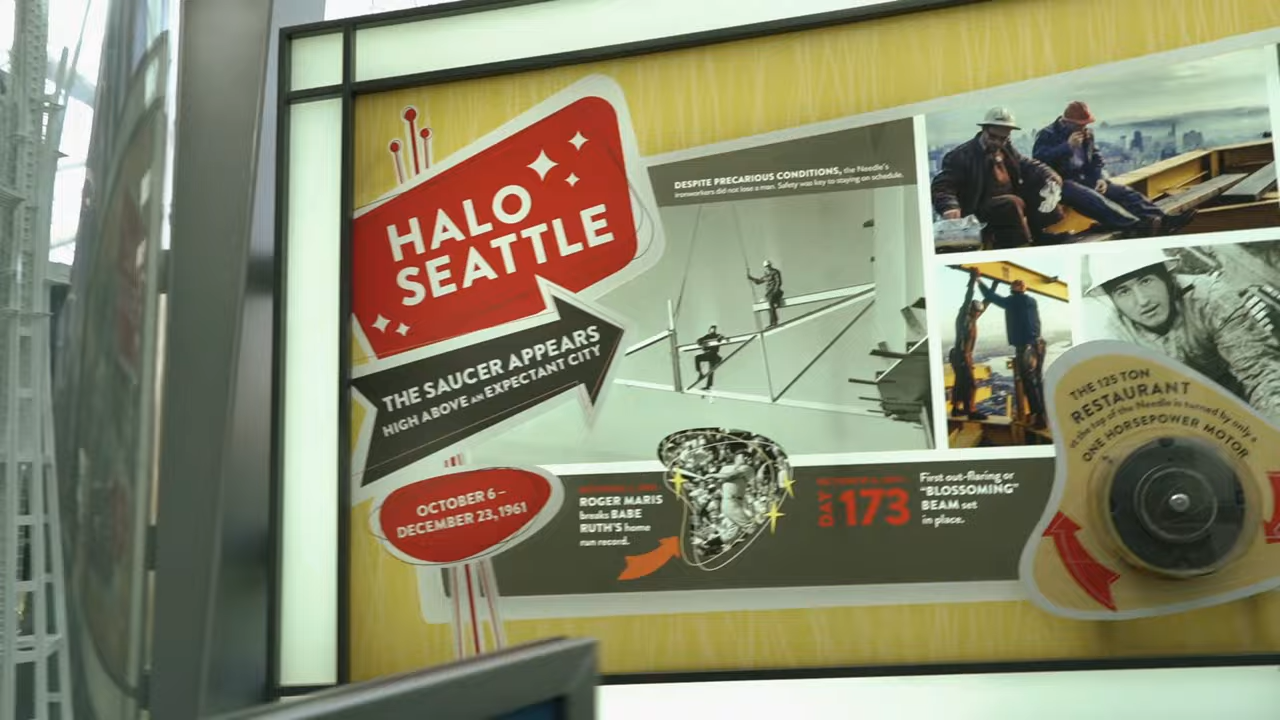 HALO
SEATTLE
THE SAUCER APPEARS
HIGH ABOVE AN EXPECTANT CITY
OCTOBER 6 –
DECEMBER 23, 1961
DESPITE PRECARIOUS CONDITIONS, the Needle's
ironworkers did not lose a man. Safety was key to staying on schedule.
ROGER MARIS
breaks BABE
RUTH'S home
run record.
DAY 173
First out-flaring or
"BLOSSOMING"
BEAM set
in place.
THE 125 TON
RESTAURANT
at the top of the Needle is turned by only a
ONE HORSEPOWER MOTOR